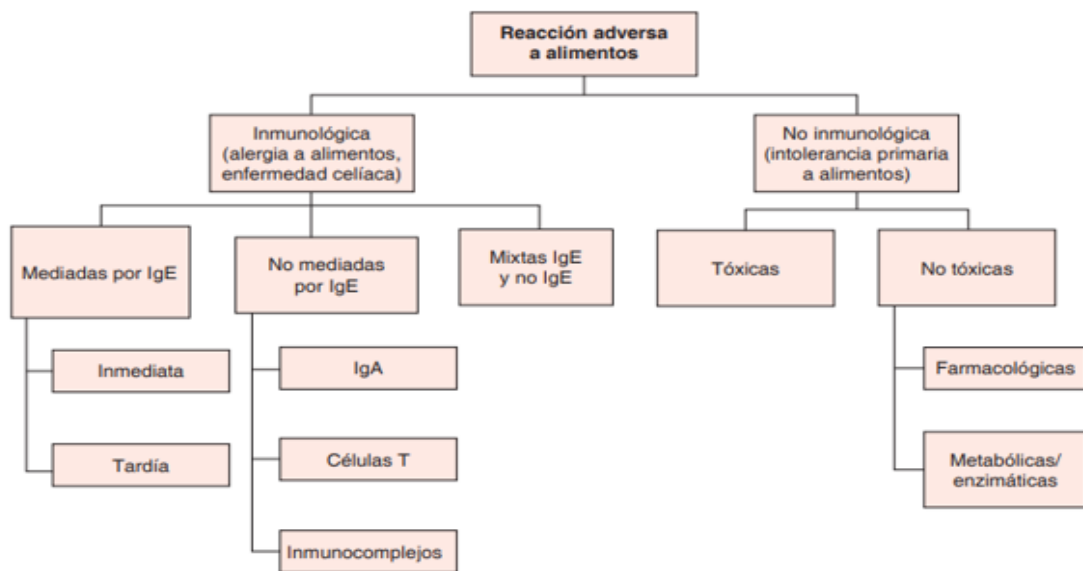 Reacción adversa
a alimentos
Inmunológica
(alergia a alimentos,
enfermedad celíaca)
No inmunológica
(intolerancia primaria
a alimentos)
Mediadas por IgE
No mediadas
por IgE
Mixtas IgE
y no IgE
Tóxicas
No tóxicas
Inmediata
Tardía
IgA
Células T
Inmunocomplejos
Farmacológicas
Metabólicas/
enzimáticas